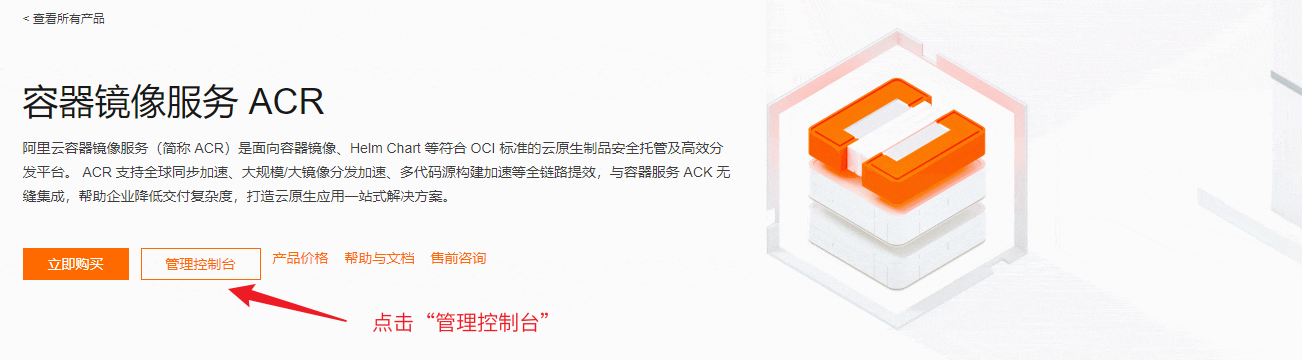 < 查看所有产品
容器镜像服务 ACR
阿里云容器镜像服务（简称 ACR）是面向容器镜像、Helm Chart 等符合 OCI 标准的云原生制品安全托管及高效分
发平台。 ACR 支持全球同步加速、大规模/大镜像分发加速、多代码源构建加速等全链路提效，与容器服务 ACK 无
缝集成，帮助企业降低交付复杂度，打造云原生应用一站式解决方案。
立即购买 管理控制台 产品价格 帮助与文档 售前咨询
点击“管理控制台”